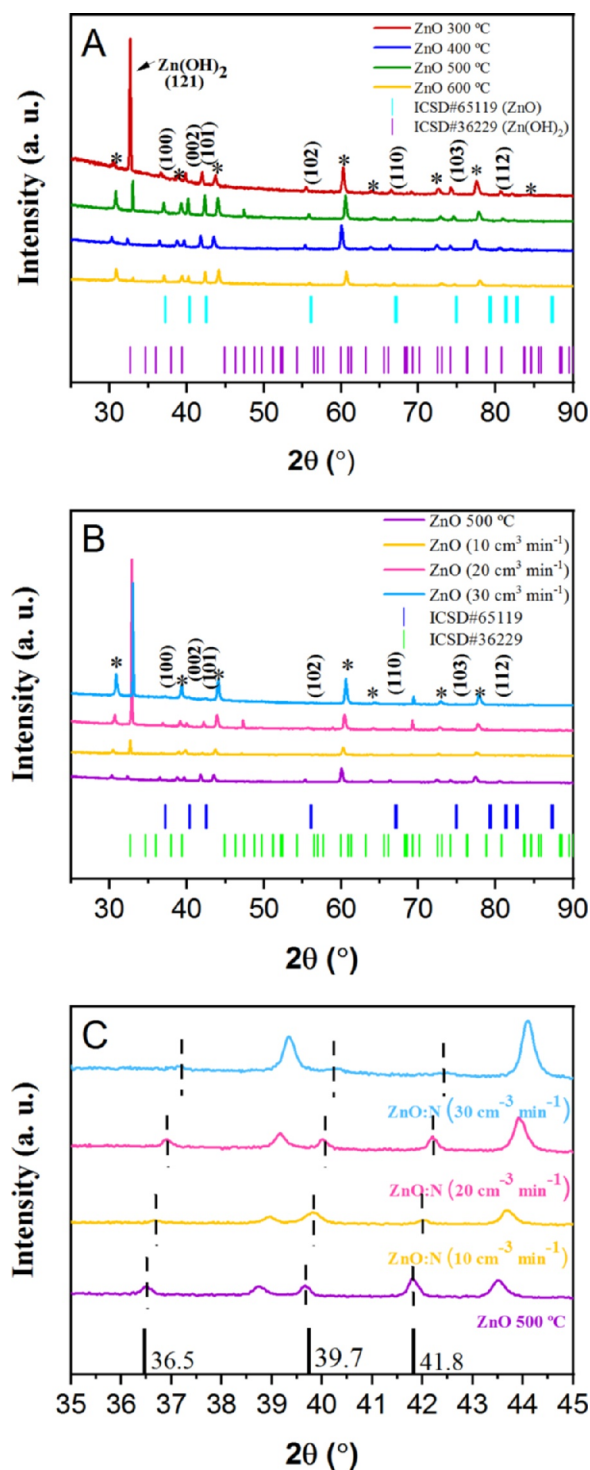 A
ZnO 300 ºC
ZnO 400 ºC
ZnO 500 ºC
ZnO 600 ºC
ICSD#65119 (ZnO)
ICSD#36229 (Zn(OH)2)
Zn(OH)2
(121)
* (100) * (002) (101) * (102) * * (110) * (103) * (112) *
Intensity (a. u.)
30 40 50 60 70 80 90
2θ (°)
B
ZnO 500 ºC
ZnO (10 cm³ min⁻¹)
ZnO (20 cm³ min⁻¹)
ZnO (30 cm³ min⁻¹)
ICSD#65119
ICSD#36229
* (100) * (002) (101) * (102) * * (110) * (103) * (112)
Intensity (a. u.)
30 40 50 60 70 80 90
2θ (°)
C
ZnO:N (30 cm⁻³ min⁻¹)
ZnO:N (20 cm⁻³ min⁻¹)
ZnO:N (10 cm⁻³ min⁻¹)
ZnO 500 ºC
36.5 39.7 41.8
Intensity (a. u.)
35 36 37 38 39 40 41 42 43 44 45
2θ (°)